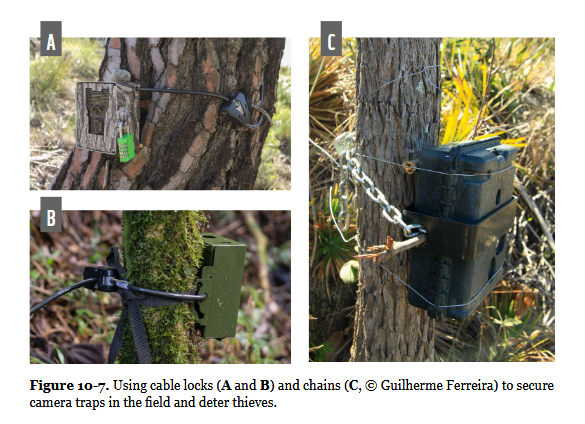 A
C
B
Figure 10-7. Using cable locks (A and B) and chains (C, © Guilherme Ferreira) to secure
camera traps in the field and deter thieves.